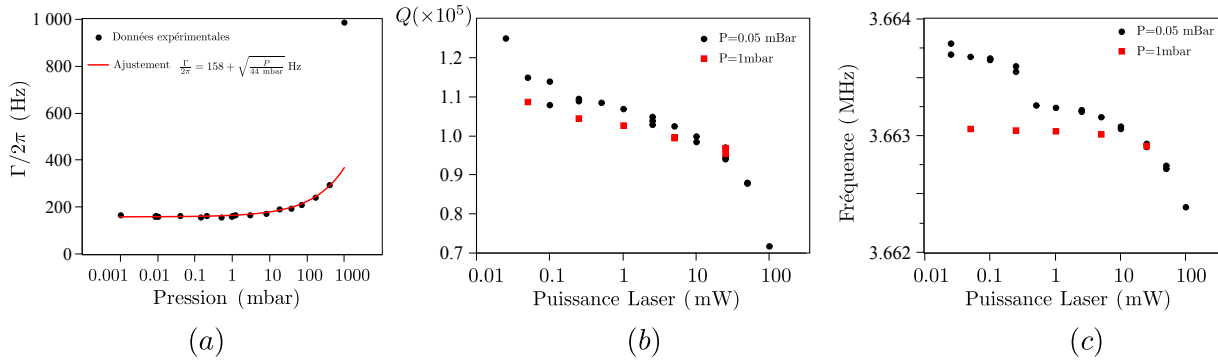 1 000
800
600
400
200
0
Γ/2π (Hz)
Données expérimentales
Ajustement Γ/2π = 158 + √(P/44 mbar) Hz
0.001 0.01 0.1 1 10 100 1000
Pression (mbar)
(a)
Q(×10⁵)
1.2
1.1
1.0
0.9
0.8
0.7
P=0.05 mBar
P=1mbar
0.01 0.1 1 10 100
Puissance Laser (mW)
(b)
3.664
3.663
3.662
Fréquence (MHz)
P=0.05 mBar
P=1mbar
0.01 0.1 1 10 100
Puissance Laser (mW)
(c)